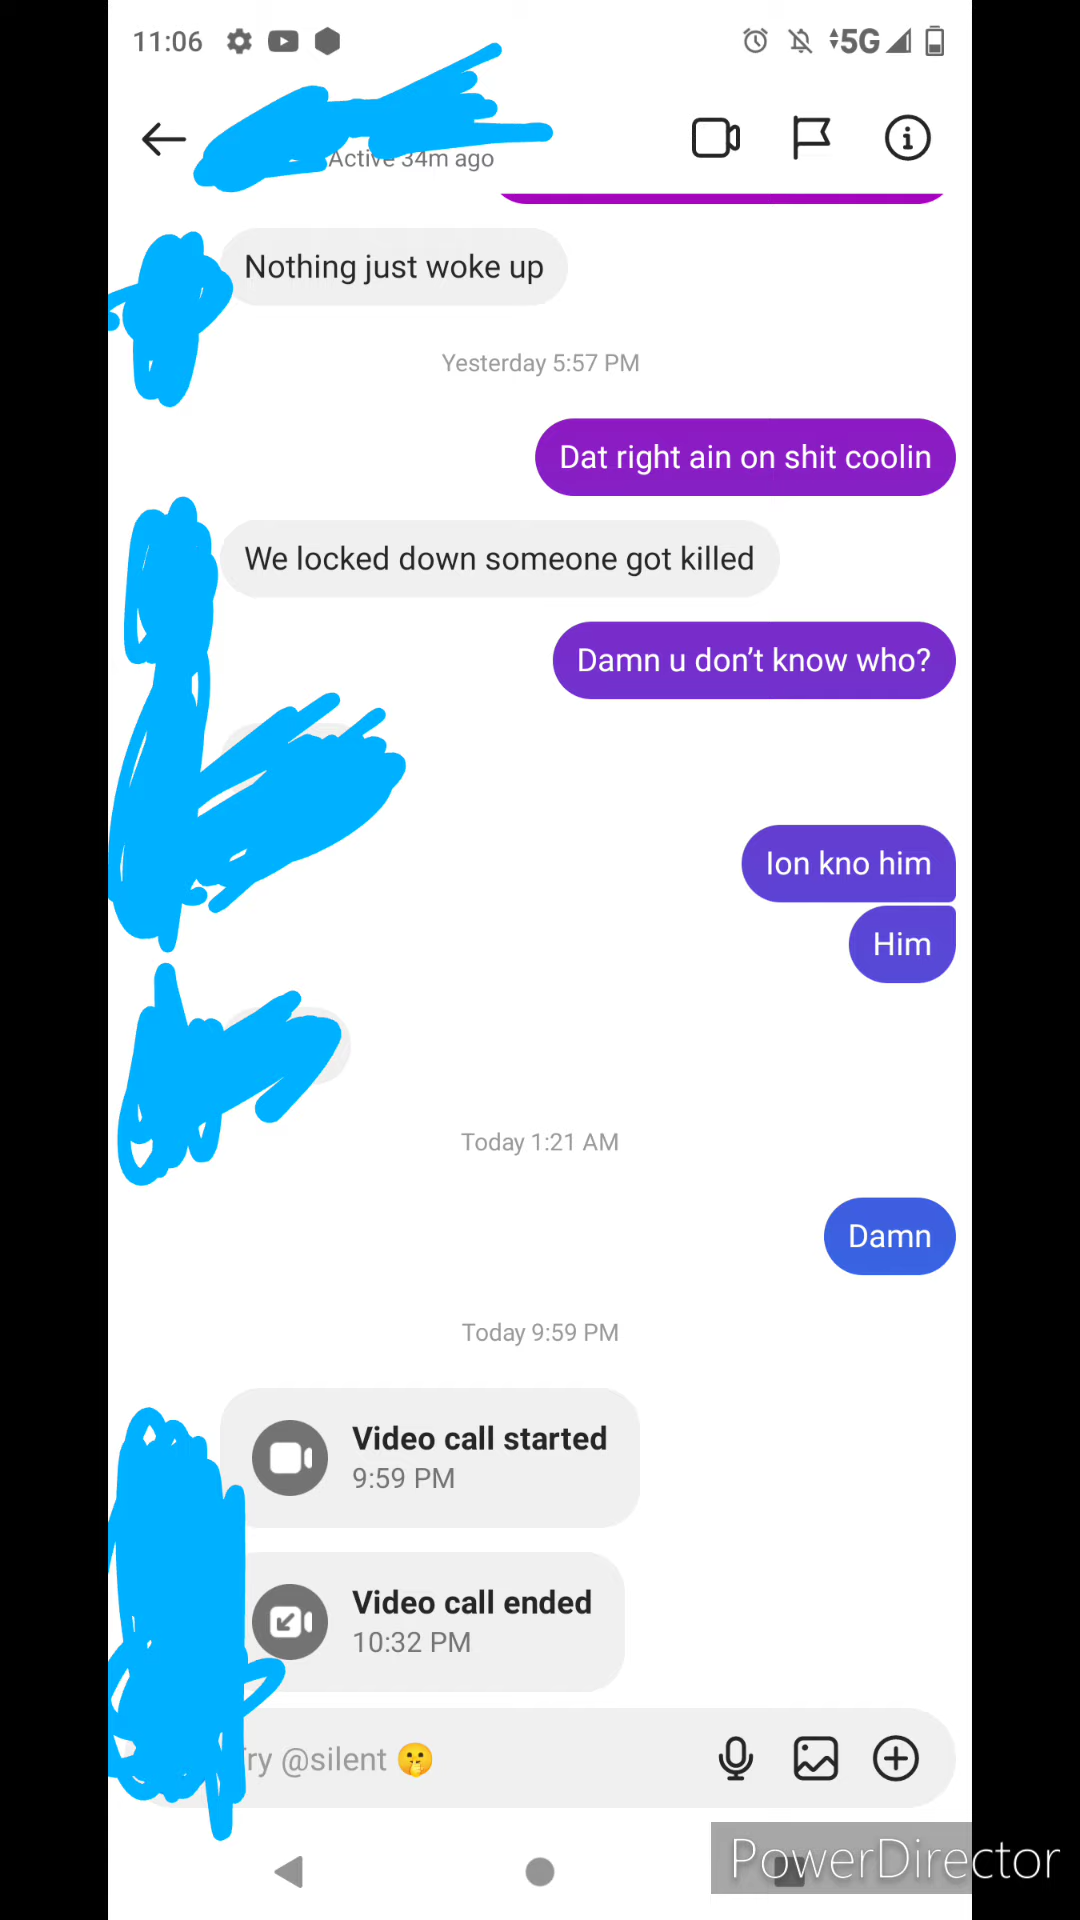 11:06
5G
Active 34m ago
Nothing just woke up
Yesterday 5:57 PM
Dat right ain on shit coolin
We locked down someone got killed
Damn u don't know who?
Ion kno him
Him
Today 1:21 AM
Damn
Today 9:59 PM
Video call started
9:59 PM
Video call ended
10:32 PM
@silent 🤫
PowerDirector